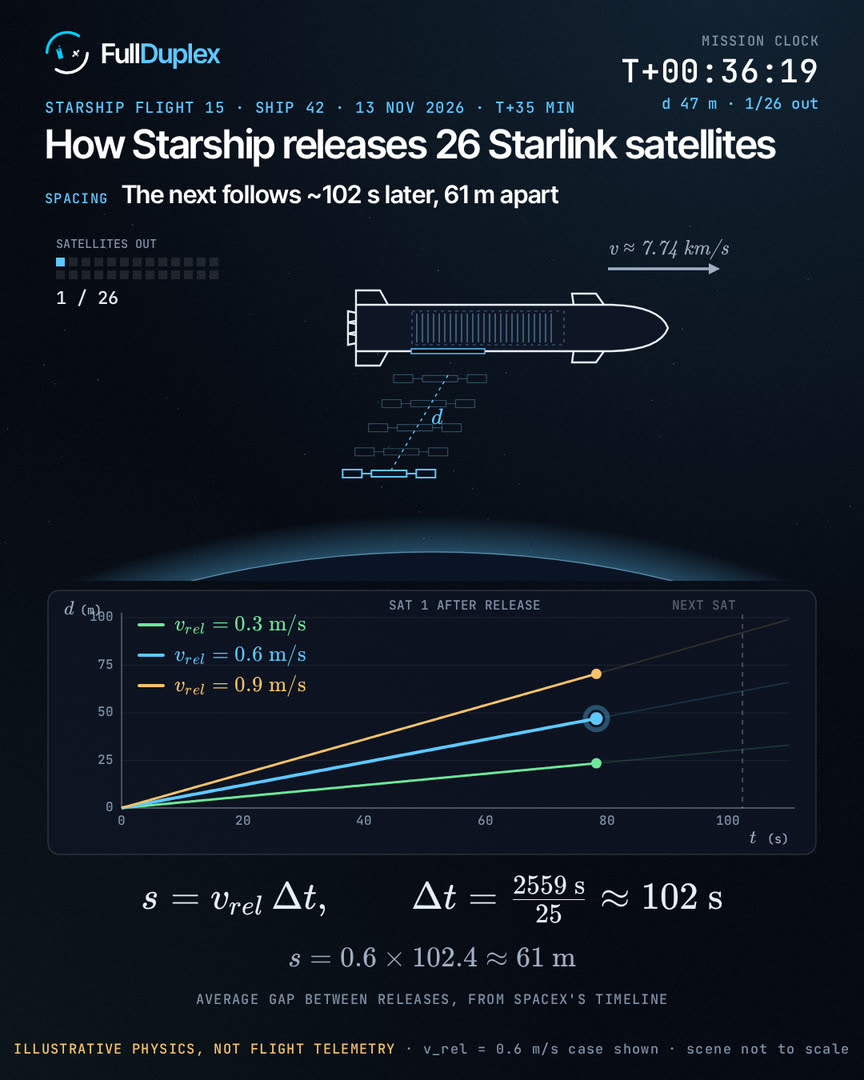 FullDuplex
MISSION CLOCK
T+00:36:19
d 47 m · 1/26 out
STARSHIP FLIGHT 15 · SHIP 42 · 13 NOV 2026 · T+35 MIN
How Starship releases 26 Starlink satellites
SPACING The next follows ~102 s later, 61 m apart
SATELLITES OUT
1 / 26
v ≈ 7.74 km/s
d
d (m)
SAT 1 AFTER RELEASE
NEXT SAT
v_rel = 0.3 m/s
v_rel = 0.6 m/s
v_rel = 0.9 m/s
100
75
50
25
0
0 20 40 60 80 100
t (s)
s = v_rel Δt, Δt = 2559 s / 25 ≈ 102 s
s = 0.6 × 102.4 ≈ 61 m
AVERAGE GAP BETWEEN RELEASES, FROM SPACEX'S TIMELINE
ILLUSTRATIVE PHYSICS, NOT FLIGHT TELEMETRY · v_rel = 0.6 m/s case shown · scene not to scale